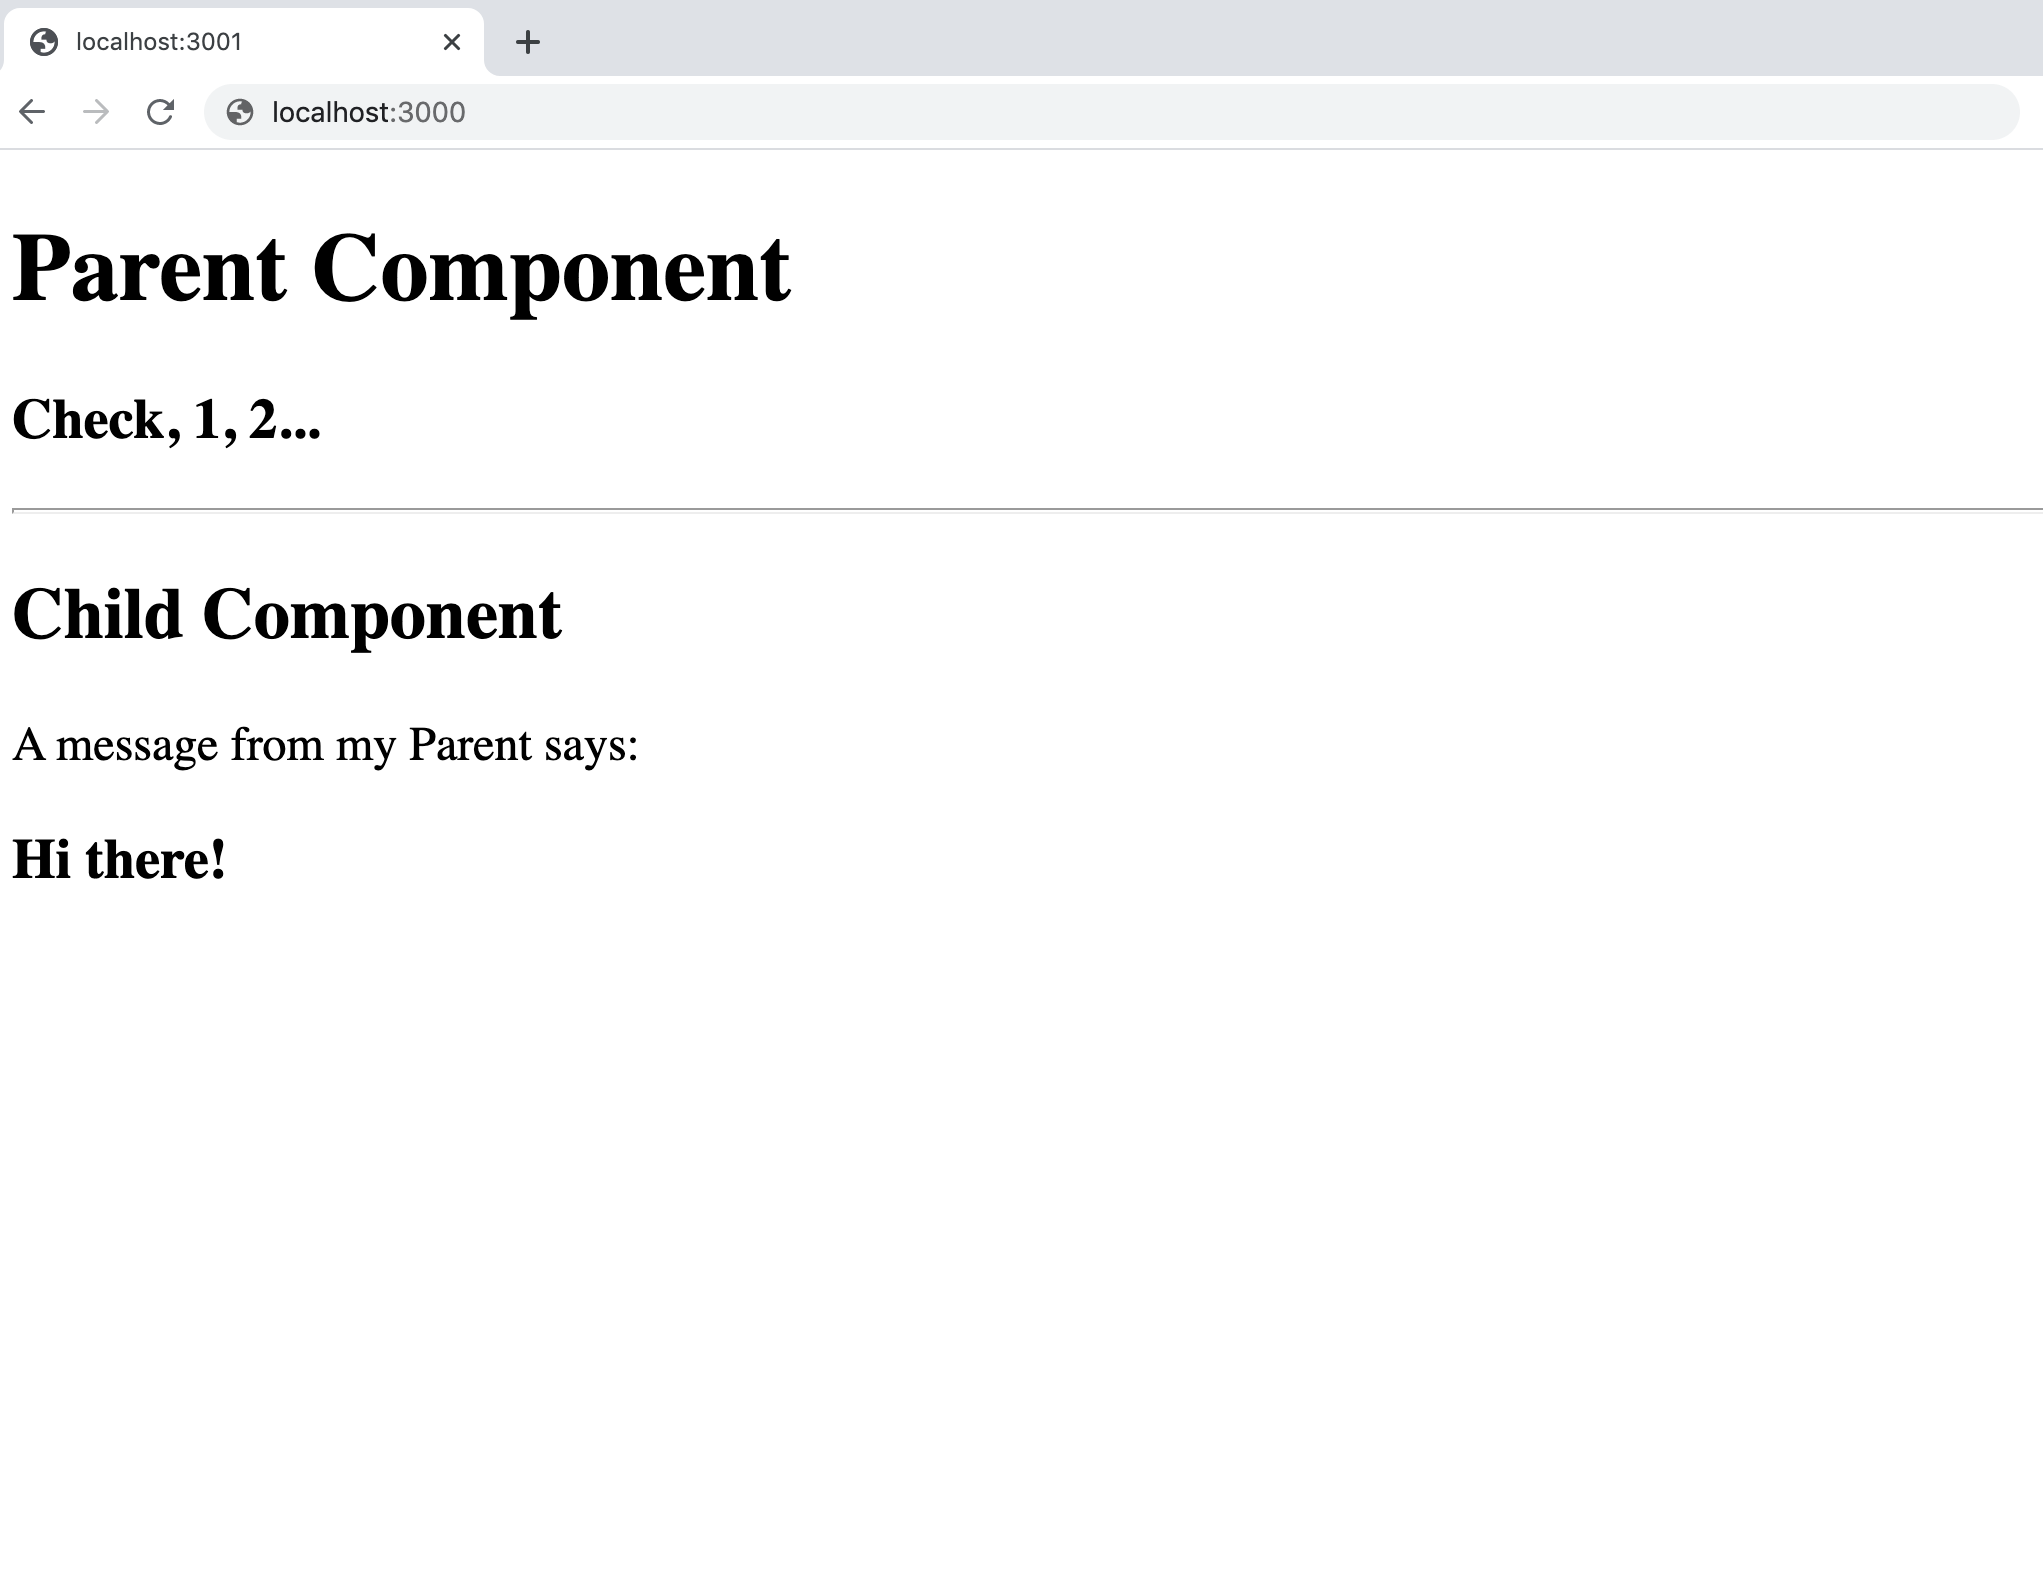 localhost:3001
localhost:3000
Parent Component
Check, 1, 2...
Child Component
A message from my Parent says:
Hi there!